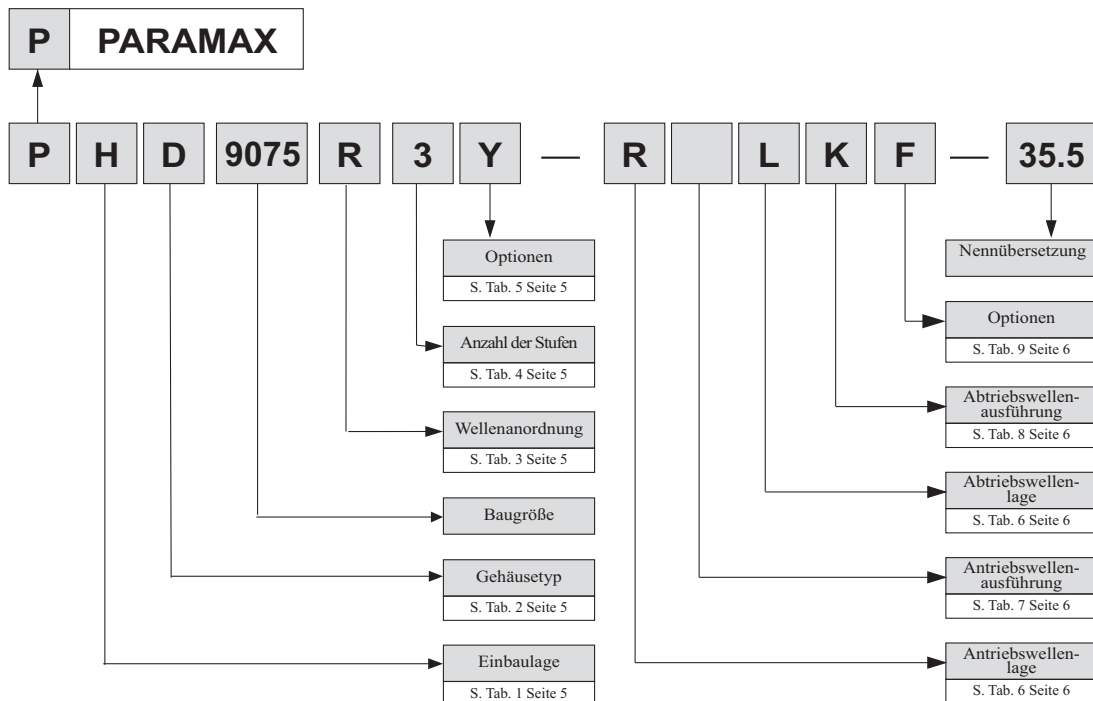 P PARAMAX
P H D 9075 R 3 Y — R L K F — 35.5
Optionen
S. Tab. 5 Seite 5
Anzahl der Stufen
S. Tab. 4 Seite 5
Wellenanordnung
S. Tab. 3 Seite 5
Baugröße
Gehäusetyp
S. Tab. 2 Seite 5
Einbaulage
S. Tab. 1 Seite 5
Nennübersetzung
Optionen
S. Tab. 9 Seite 6
Abtriebswellen-
ausführung
S. Tab. 8 Seite 6
Abtriebswellen-
lage
S. Tab. 6 Seite 6
Antriebswellen-
ausführung
S. Tab. 7 Seite 6
Antriebswellen-
lage
S. Tab. 6 Seite 6